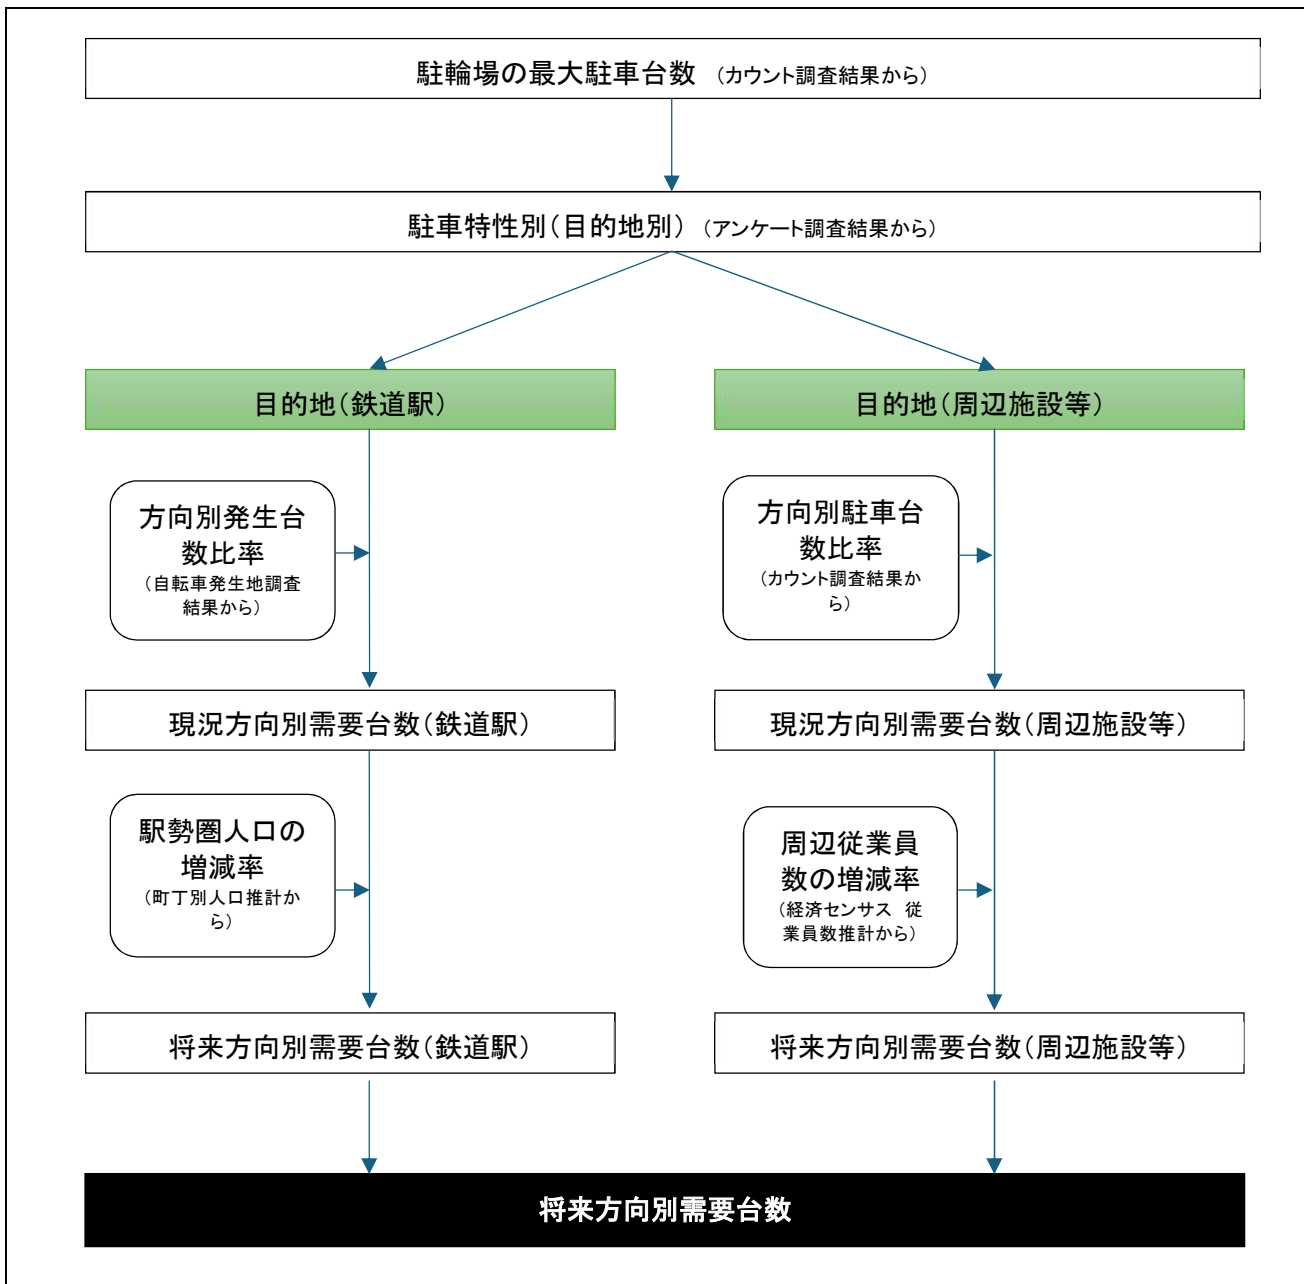 駐輪場の最大駐車台数 （カウント調査結果から）
駐車特性別（目的地別） （アンケート調査結果から）
目的地（鉄道駅）
目的地（周辺施設等）
方向別発生台
数比率
（自転車発生地調査
結果から）
方向別駐車台
数比率
（カウント調査結果か
ら）
現況方向別需要台数（鉄道駅）
現況方向別需要台数（周辺施設等）
駅勢圏人口の
増減率
（町丁別人口推計か
ら）
周辺従業員
数の増減率
（経済センサス　従
業員数推計から）
将来方向別需要台数（鉄道駅）
将来方向別需要台数（周辺施設等）
将来方向別需要台数